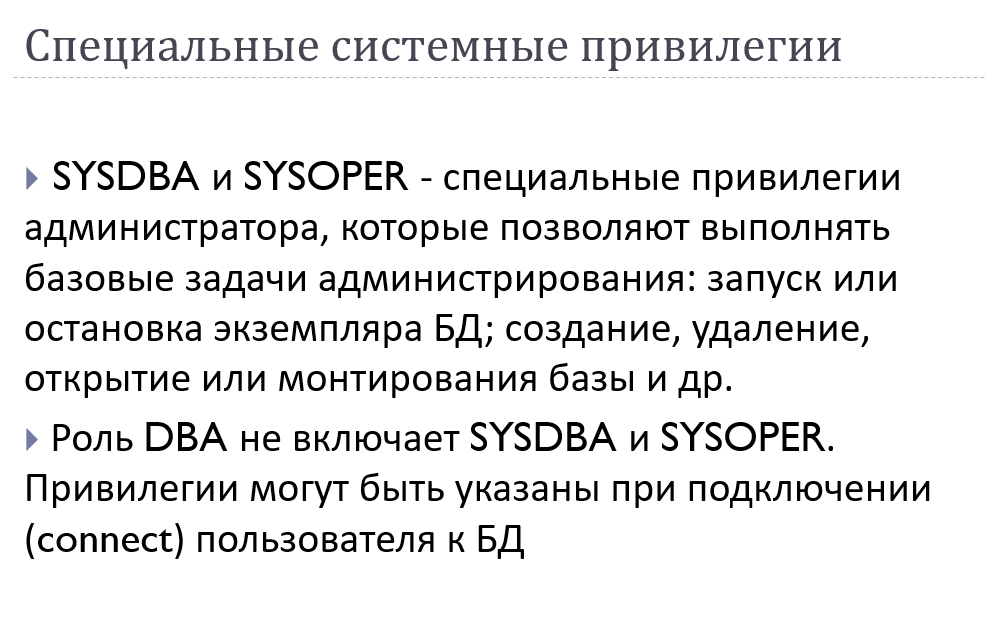 Специальные системные привилегии
SYSDBA и SYSOPER - специальные привилегии
администратора, которые позволяют выполнять
базовые задачи администрирования: запуск или
остановка экземпляра БД; создание, удаление,
открытие или монтирования базы и др.
Роль DBA не включает SYSDBA и SYSOPER.
Привилегии могут быть указаны при подключении
(connect) пользователя к БД